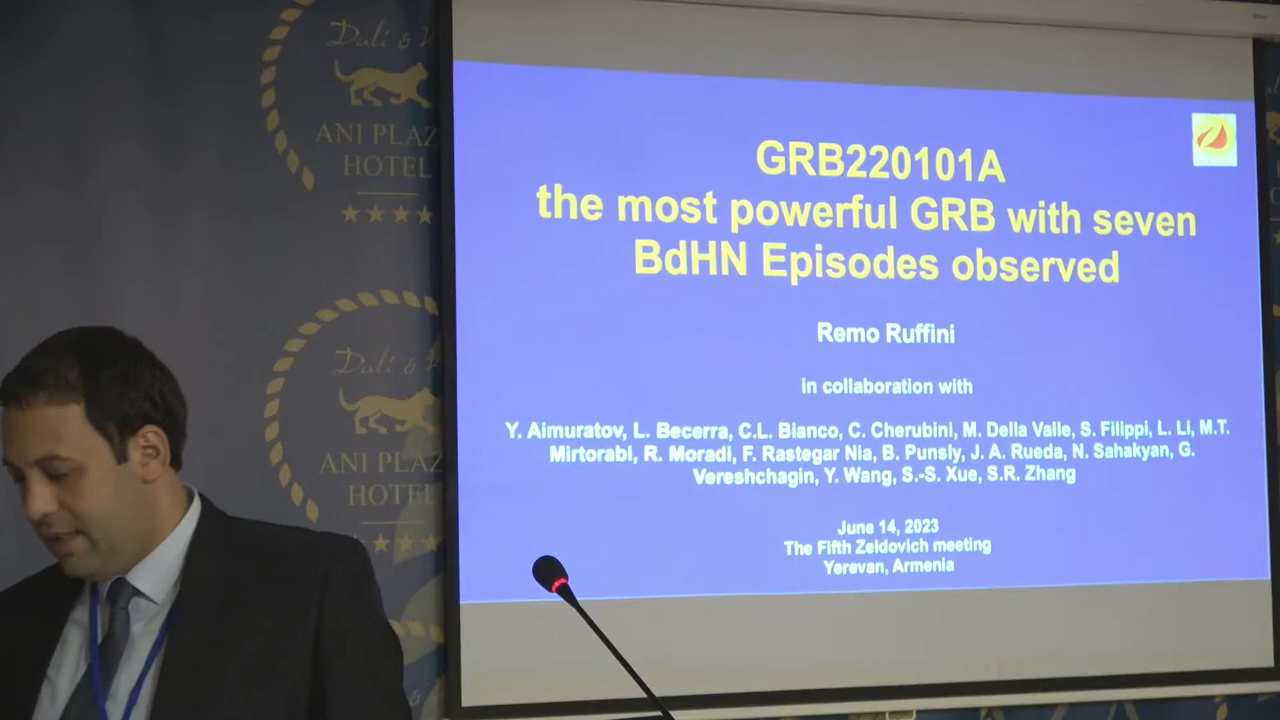 GRB220101A
the most powerful GRB with seven
BdHN Episodes observed
Remo Ruffini
in collaboration with
Y. Aimuratov, L. Becerra, C.L. Bianco, C. Cherubini, M. Della Valle, S. Filippi, L. Li, M.T.
Mirtorabi, R. Moradi, F. Rastegar Nia, B. Punsly, J. A. Rueda, N. Sahakyan, G.
Vereshchagin, Y. Wang, S.-S. Xue, S.R. Zhang
June 14, 2023
The Fifth Zeldovich meeting
Yerevan, Armenia
ANI PLAZ
HOTEL
ANI PLAZ
HOTEL